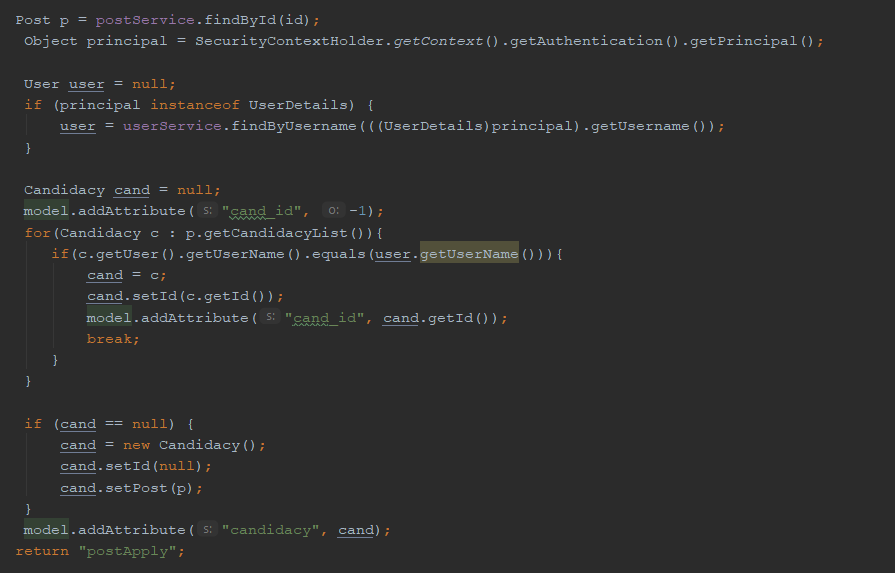 Post p = postService.findById(id);
Object principal = SecurityContextHolder.getContext().getAuthentication().getPrincipal();
User user = null;
if (principal instanceof UserDetails) {
user = userService.findByUsername(((UserDetails)principal).getUsername());
}
Candidacy cand = null;
model.addAttribute( s: "cand_id", o: -1);
for(Candidacy c : p.getCandidacyList()){
if(c.getUser().getUserName().equals(user.getUserName())){
cand = c;
cand.setId(c.getId());
model.addAttribute( s: "cand_id", cand.getId());
break;
}
}
if (cand == null) {
cand = new Candidacy();
cand.setId(null);
cand.setPost(p);
}
model.addAttribute( s: "candidacy", cand);
return "postApply";